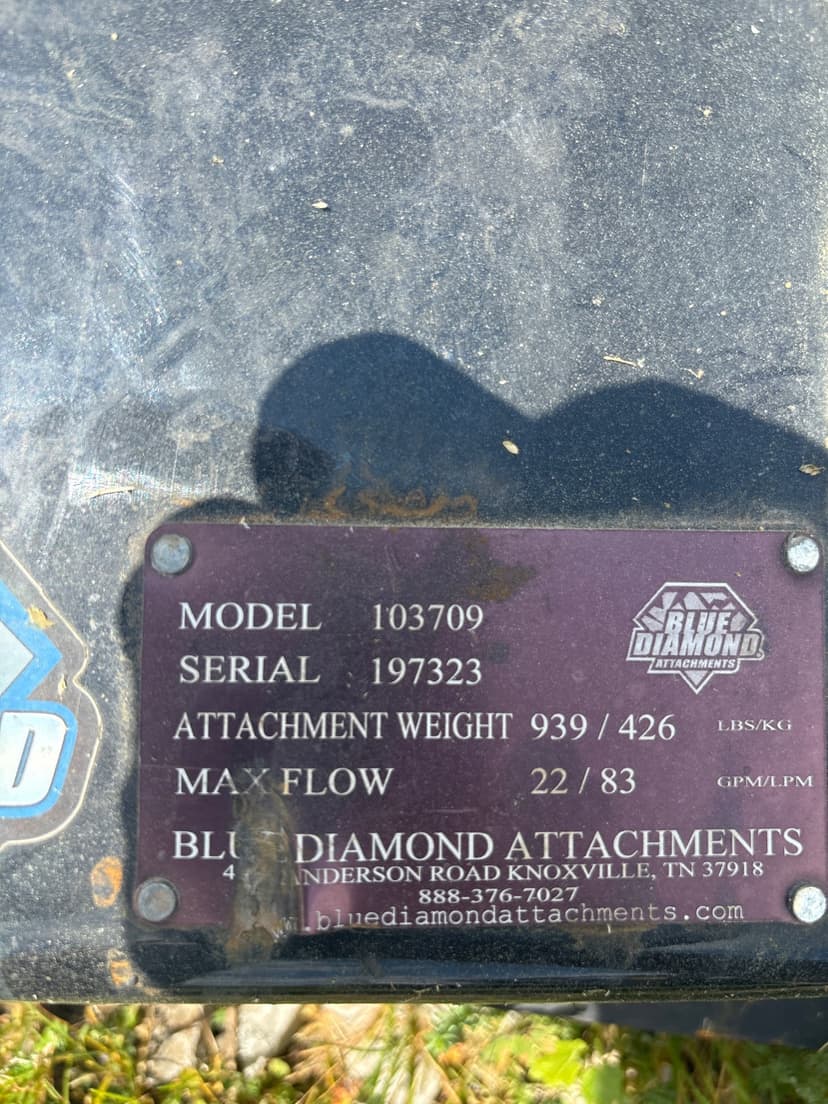 MODEL 103709
SERIAL 197323
BLUE
DIAMOND
ATTACHMENTS
ATTACHMENT WEIGHT 939 / 426 LBS/KG
MAX FLOW 22 / 83 GPM/LPM
BLUE DIAMOND ATTACHMENTS
ROAD KNOXVILLE, TN 37918
888-376-7027
.bluediamondattachments.com
D